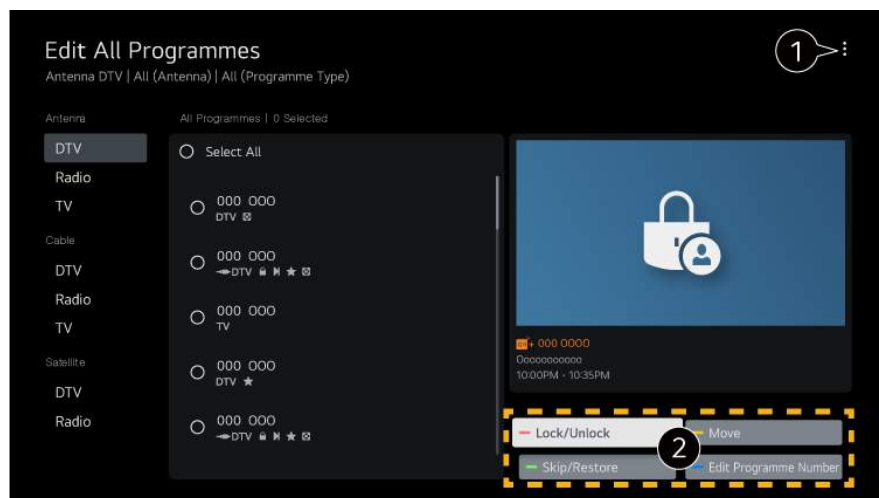 Edit All Programmes
Antenna DTV | All (Antenna) | All (Programme Type)
1
Antenna
DTV
Radio
TV
Cable
DTV
Radio
TV
Satellite
DTV
Radio
All Programmes | 0 Selected
Select All
000 000
DTV
000 000
DTV
000 000
TV
000 000
DTV
000 000
DTV
000 0000
Oooooooooooo
10:00PM - 10:35PM
Lock/Unlock
Move
2
Skip/Restore
Edit Programme Number